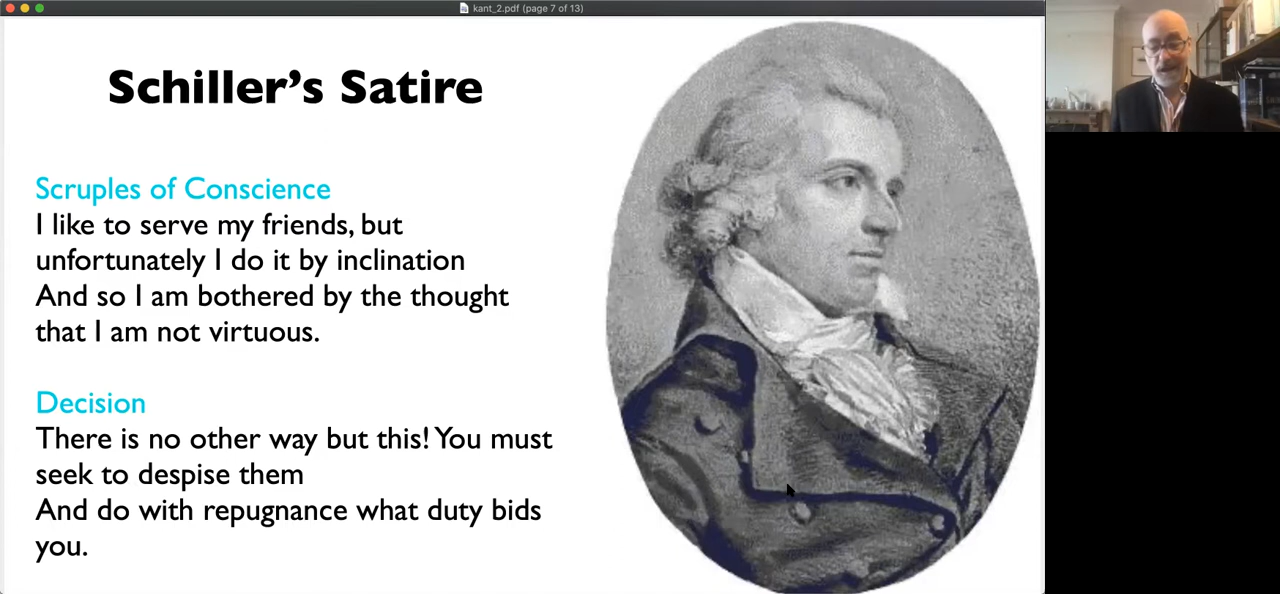 kant_2.pdf (page 7 of 13)
Schiller's Satire
Scruples of Conscience
I like to serve my friends, but
unfortunately I do it by inclination
And so I am bothered by the thought
that I am not virtuous.
Decision
There is no other way but this! You must
seek to despise them
And do with repugnance what duty bids
you.